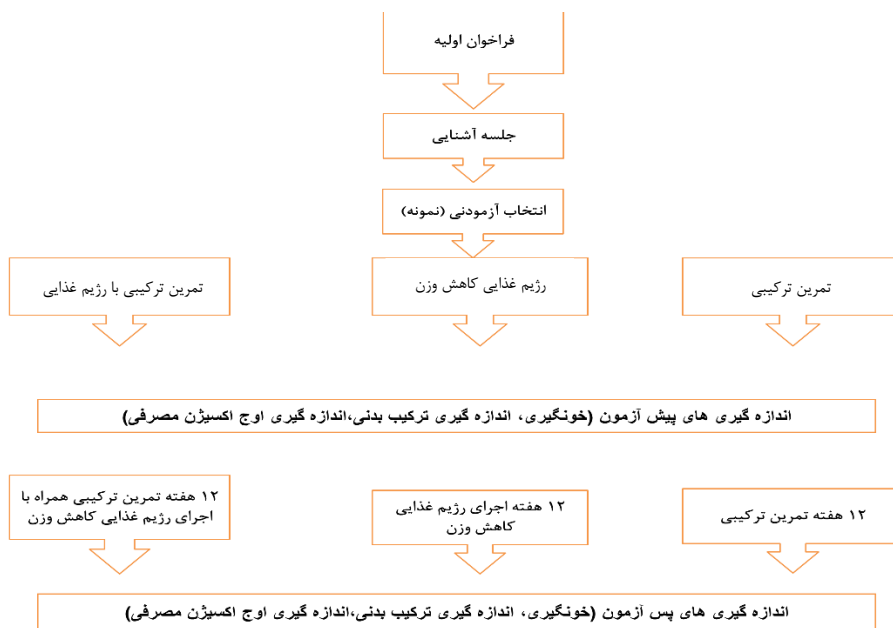 فراخوان اولیه
جلسه آشنایی
انتخاب آزمودنی (نمونه)
تمرین ترکیبی
رژیم غذایی کاهش وزن
تمرین ترکیبی با رژیم غذایی
اندازه گیری های پیش آزمون (خونگیری، اندازه گیری ترکیب بدنی،اندازه گیری اوج اکسیژن مصرفی)
۱۲ هفته تمرین ترکیبی
۱۲ هفته اجرای رژیم غذایی
کاهش وزن
۱۲ هفته تمرین ترکیبی همراه با
اجرای رژیم غذایی کاهش وزن
اندازه گیری های پس آزمون (خونگیری، اندازه گیری ترکیب بدنی،اندازه گیری اوج اکسیژن مصرفی)